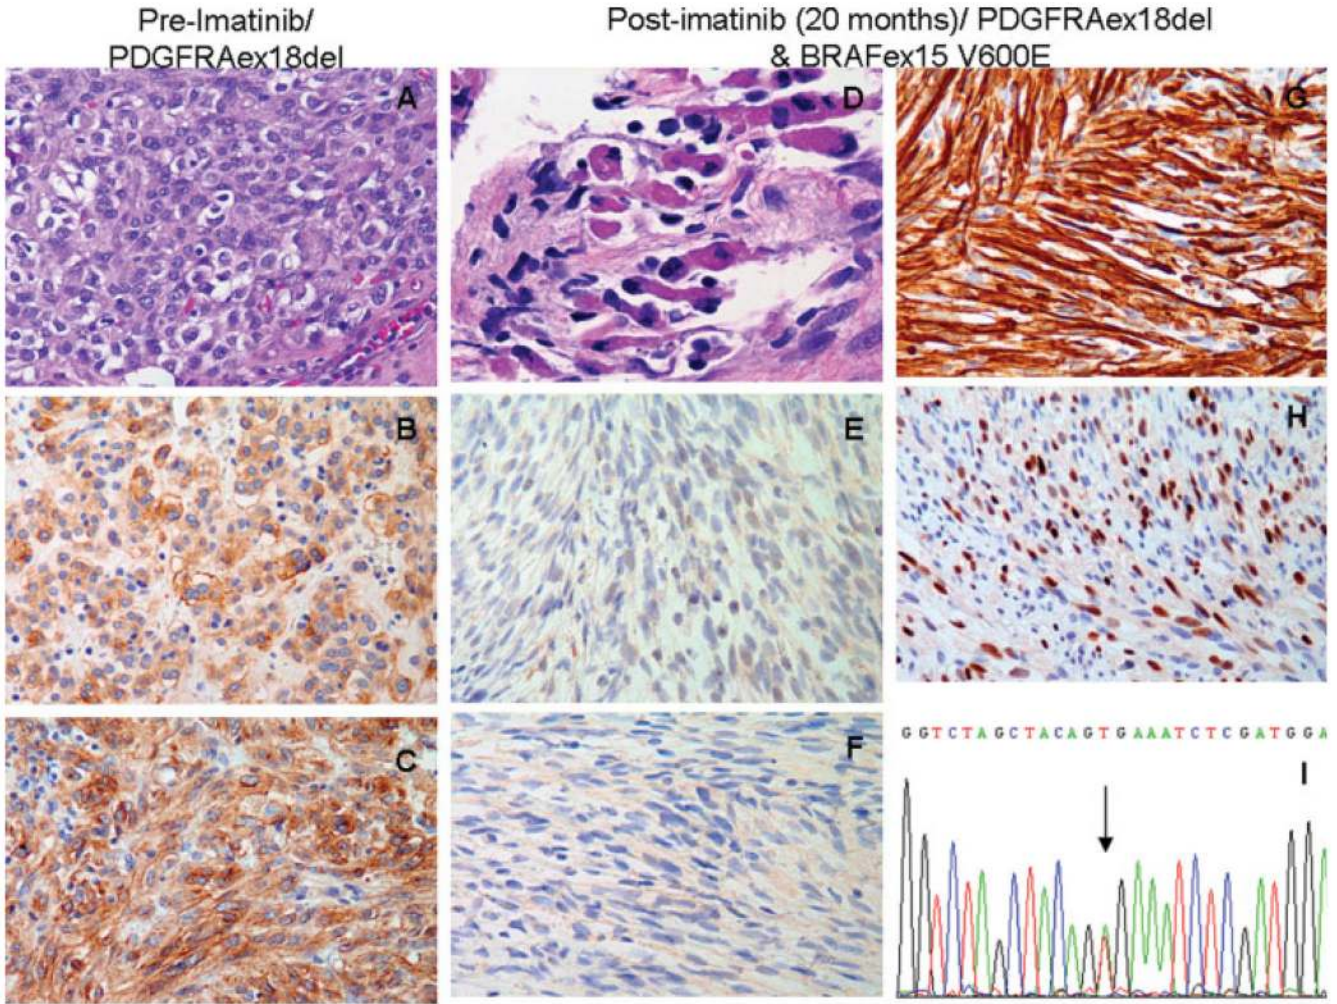 Pre-Imatinib/
PDGFRAex18del
Post-imatinib (20 months)/ PDGFRAex18del
& BRAFex15 V600E
A
D
G
B
E
H
C
F
GGTCTAGCTACAGTGAAATCTCGATGGA
I